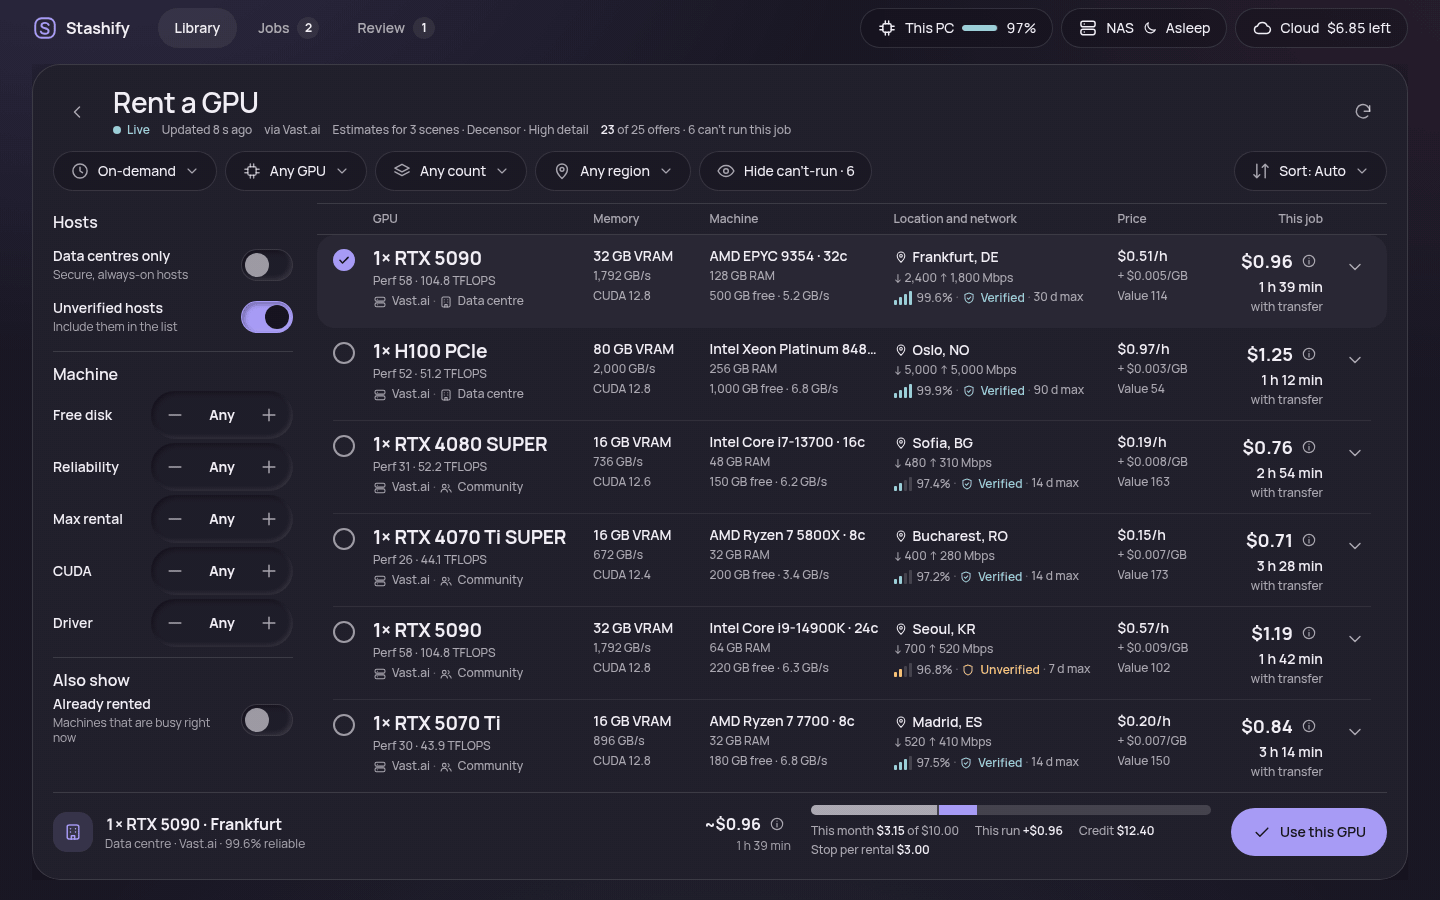 Stashify
Library
Jobs 2
Review 1
This PC 97%
NAS Asleep
Cloud $6.85 left
Rent a GPU
Live Updated 8 s ago via Vast.ai Estimates for 3 scenes · Decensor · High detail 23 of 25 offers · 6 can't run this job
On-demand
Any GPU
Any count
Any region
Hide can't-run · 6
Sort: Auto
Hosts
Data centres only
Secure, always-on hosts
Unverified hosts
Include them in the list
Machine
Free disk − Any +
Reliability − Any +
Max rental − Any +
CUDA − Any +
Driver − Any +
Also show
Already rented
Machines that are busy right
now
GPU Memory Machine Location and network Price This job
1× RTX 5090
Perf 58 · 104.8 TFLOPS
Vast.ai · Data centre
32 GB VRAM
1,792 GB/s
CUDA 12.8
AMD EPYC 9354 · 32c
128 GB RAM
500 GB free · 5.2 GB/s
Frankfurt, DE
↓ 2,400 ↑ 1,800 Mbps
99.6% · Verified · 30 d max
$0.51/h
+ $0.005/GB
Value 114
$0.96
1 h 39 min
with transfer
1× H100 PCIe
Perf 52 · 51.2 TFLOPS
Vast.ai · Data centre
80 GB VRAM
2,000 GB/s
CUDA 12.8
Intel Xeon Platinum 848…
256 GB RAM
1,000 GB free · 6.8 GB/s
Oslo, NO
↓ 5,000 ↑ 5,000 Mbps
99.9% · Verified · 90 d max
$0.97/h
+ $0.003/GB
Value 54
$1.25
1 h 12 min
with transfer
1× RTX 4080 SUPER
Perf 31 · 52.2 TFLOPS
Vast.ai · Community
16 GB VRAM
736 GB/s
CUDA 12.6
Intel Core i7-13700 · 16c
48 GB RAM
150 GB free · 6.2 GB/s
Sofia, BG
↓ 480 ↑ 310 Mbps
97.4% · Verified · 14 d max
$0.19/h
+ $0.008/GB
Value 163
$0.76
2 h 54 min
with transfer
1× RTX 4070 Ti SUPER
Perf 26 · 44.1 TFLOPS
Vast.ai · Community
16 GB VRAM
672 GB/s
CUDA 12.4
AMD Ryzen 7 5800X · 8c
32 GB RAM
200 GB free · 3.4 GB/s
Bucharest, RO
↓ 400 ↑ 280 Mbps
97.2% · Verified · 14 d max
$0.15/h
+ $0.007/GB
Value 173
$0.71
3 h 28 min
with transfer
1× RTX 5090
Perf 58 · 104.8 TFLOPS
Vast.ai · Community
32 GB VRAM
1,792 GB/s
CUDA 12.8
Intel Core i9-14900K · 24c
64 GB RAM
220 GB free · 6.3 GB/s
Seoul, KR
↓ 700 ↑ 520 Mbps
96.8% · Unverified · 7 d max
$0.57/h
+ $0.009/GB
Value 102
$1.19
1 h 42 min
with transfer
1× RTX 5070 Ti
Perf 30 · 43.9 TFLOPS
Vast.ai · Community
16 GB VRAM
896 GB/s
CUDA 12.8
AMD Ryzen 7 7700 · 8c
32 GB RAM
180 GB free · 6.8 GB/s
Madrid, ES
↓ 520 ↑ 410 Mbps
97.5% · Verified · 14 d max
$0.20/h
+ $0.007/GB
Value 150
$0.84
3 h 14 min
with transfer
1× RTX 5090 · Frankfurt
Data centre · Vast.ai · 99.6% reliable
~$0.96
1 h 39 min
This month $3.15 of $10.00 This run +$0.96 Credit $12.40
Stop per rental $3.00
Use this GPU